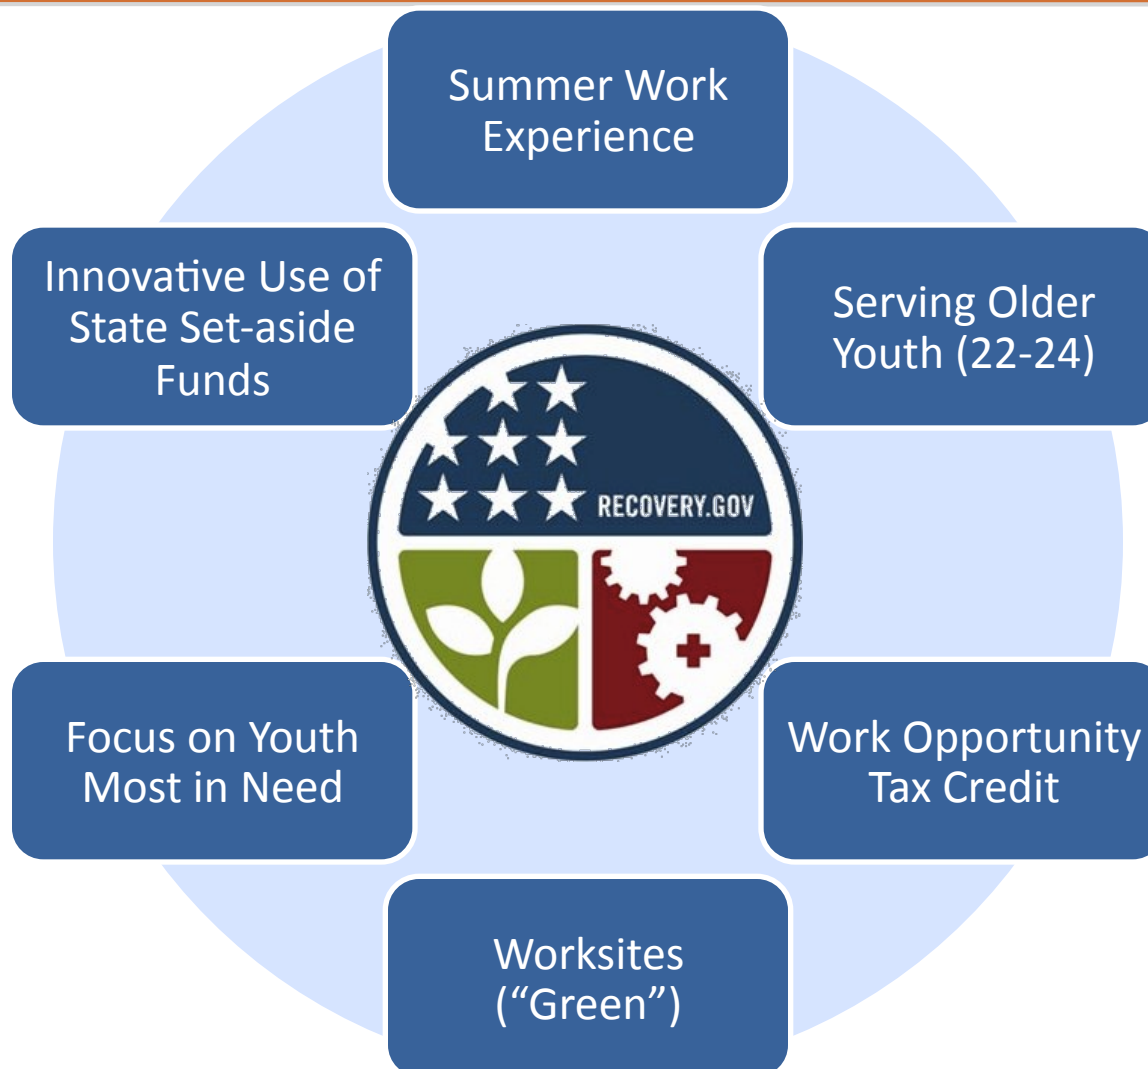 Summer Work
Experience
Innovative Use of
State Set-aside
Funds
Serving Older
Youth (22-24)
RECOVERY.GOV
Focus on Youth
Most in Need
Work Opportunity
Tax Credit
Worksites
(“Green”)